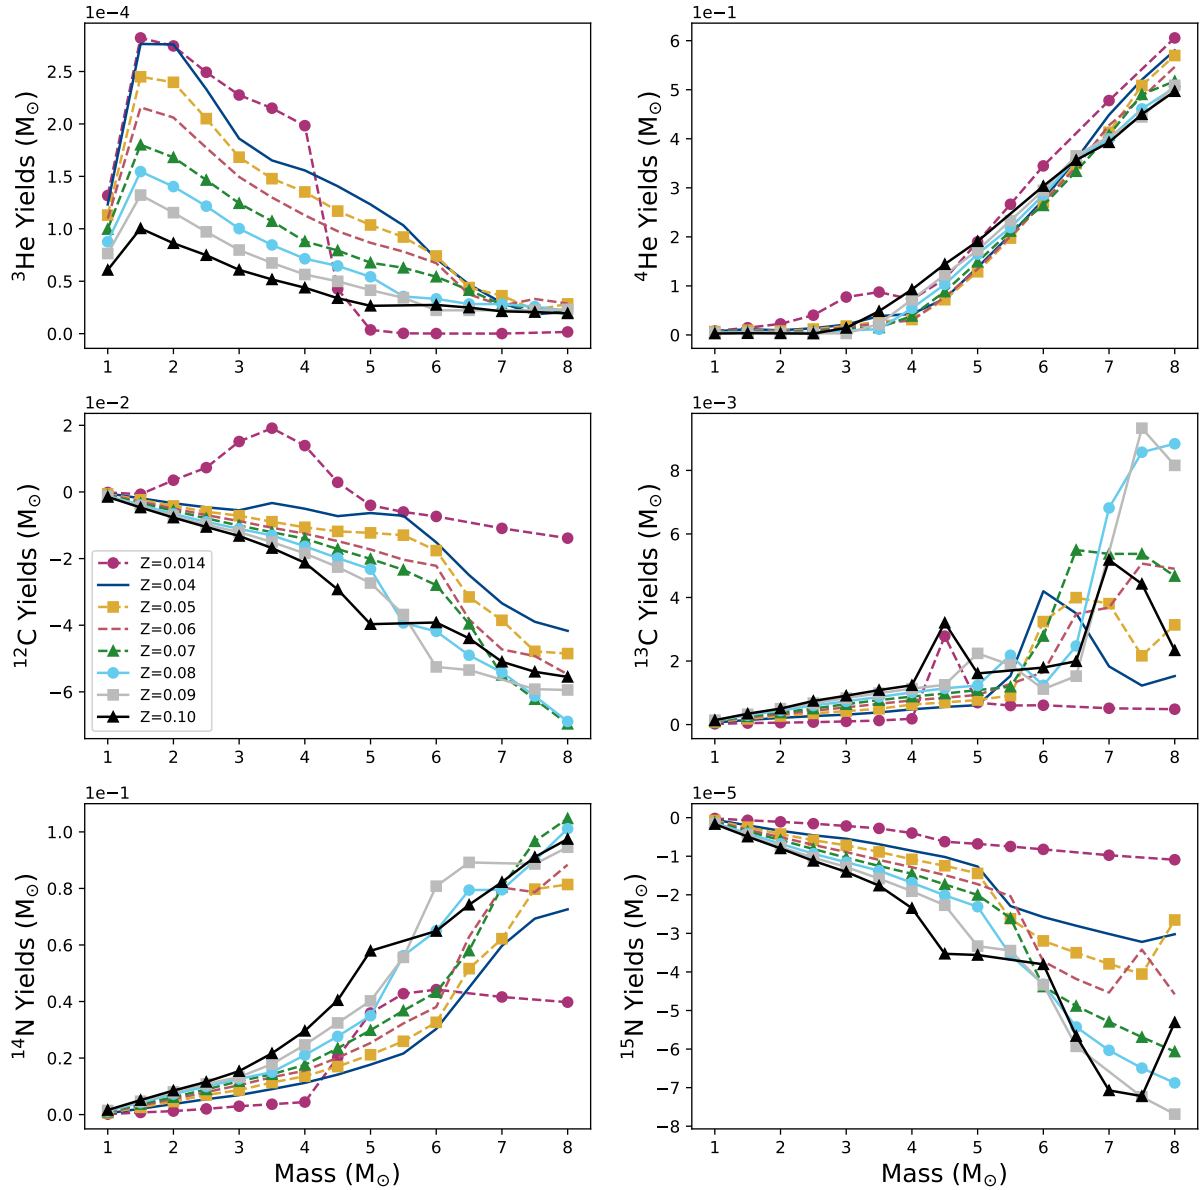 1e−4
³He Yields (M☉)
2.5
2.0
1.5
1.0
0.5
0.0
1 2 3 4 5 6 7 8
1e−1
⁴He Yields (M☉)
6
5
4
3
2
1
0
1 2 3 4 5 6 7 8
1e−2
¹²C Yields (M☉)
2
0
−2
−4
−6
Z=0.014
Z=0.04
Z=0.05
Z=0.06
Z=0.07
Z=0.08
Z=0.09
Z=0.10
1 2 3 4 5 6 7 8
1e−3
¹³C Yields (M☉)
8
6
4
2
0
1 2 3 4 5 6 7 8
1e−1
¹⁴N Yields (M☉)
1.0
0.8
0.6
0.4
0.2
0.0
1 2 3 4 5 6 7 8
Mass (M☉)
1e−5
¹⁵N Yields (M☉)
0
−1
−2
−3
−4
−5
−6
−7
−8
1 2 3 4 5 6 7 8
Mass (M☉)